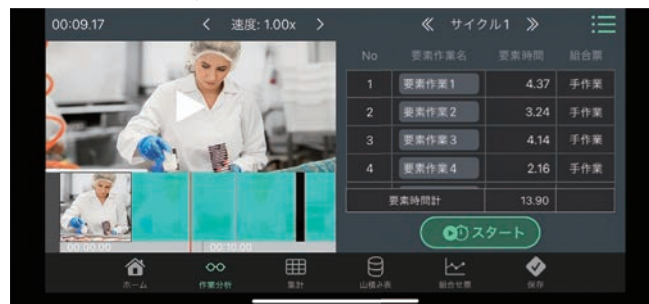 00:09.17
< 速度: 1.00x >
≪ サイクル1 ≫
No 要素作業名 要素時間 組合票
1 要素作業1 4.37 手作業
2 要素作業2 3.24 手作業
3 要素作業3 4.14 手作業
4 要素作業4 2.16 手作業
要素時間計 13.90
スタート
00:00.00 00:10.00
ホーム 作業分析 集計 山積み表 組合せ票 保存